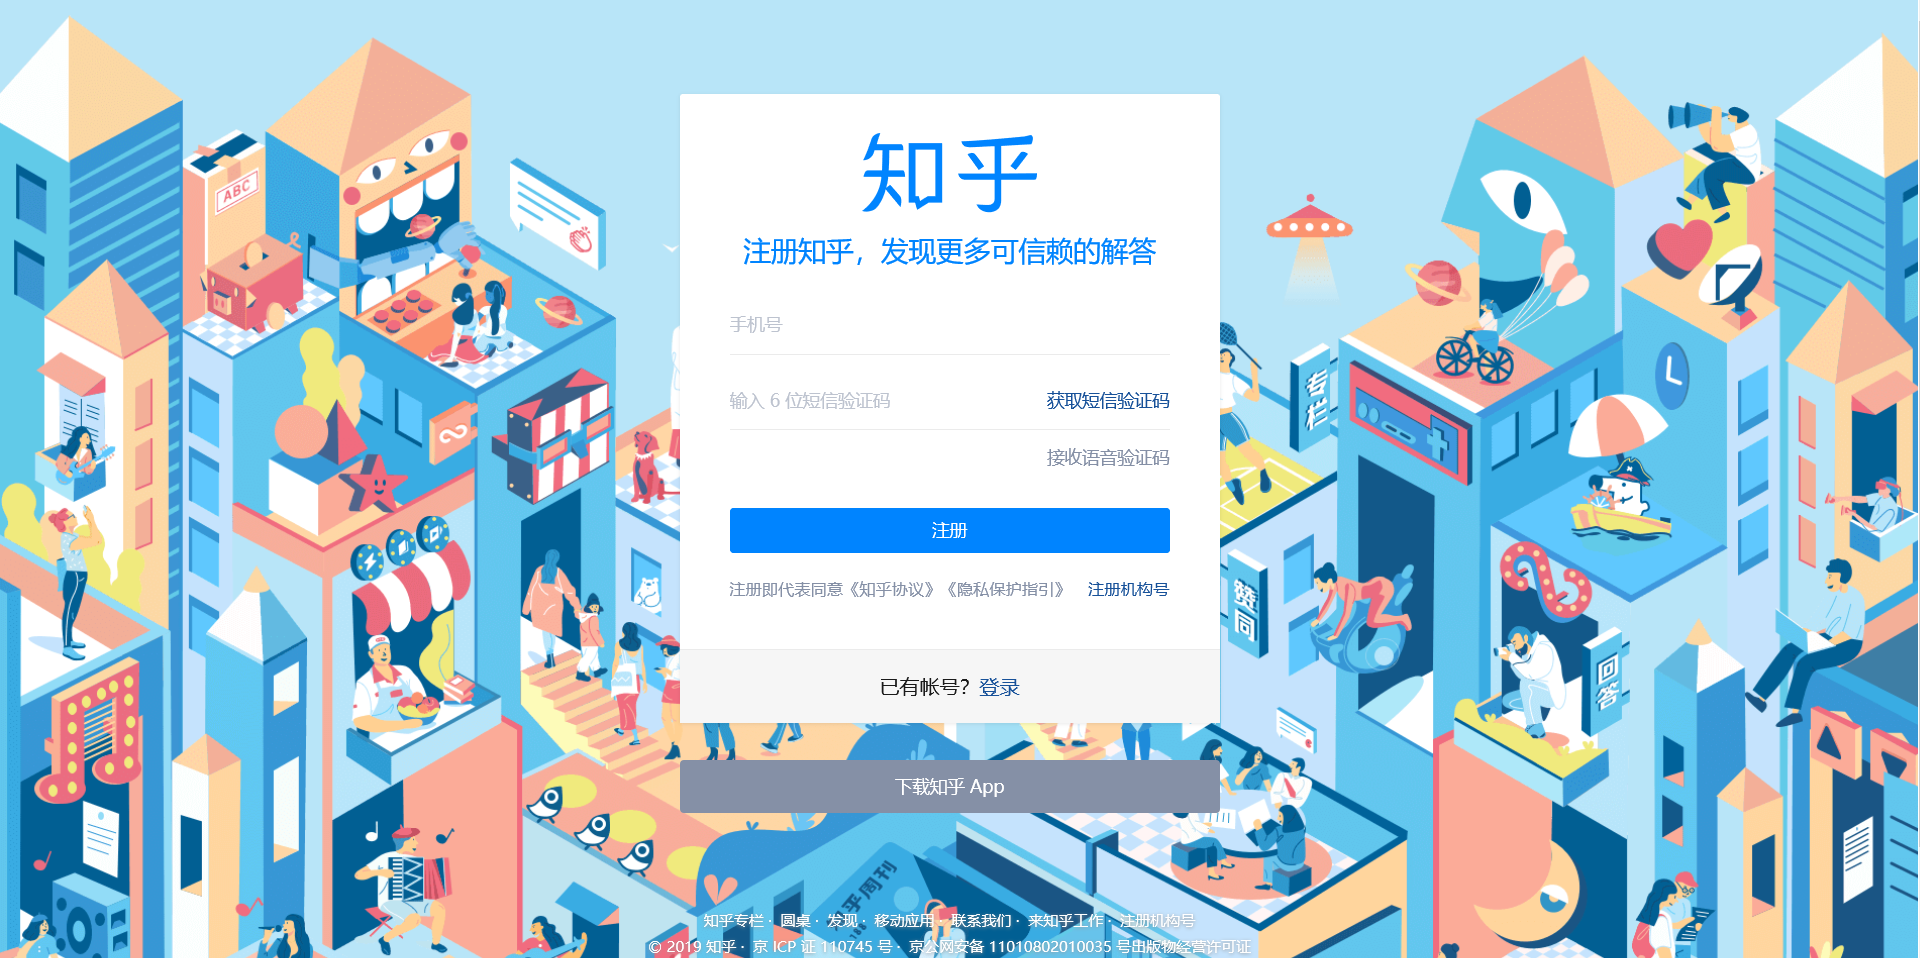 知乎
注册知乎，发现更多可信赖的解答
手机号
输入 6 位短信验证码 获取短信验证码
接收语音验证码
注册
注册即代表同意《知乎协议》《隐私保护指引》 注册机构号
已有帐号？登录
下载知乎 App
知乎专栏 · 圆桌 · 发现 · 移动应用 · 联系我们 · 来知乎工作 · 注册机构号
© 2019 知乎 · 京 ICP 证 110745 号 · 京公网安备 11010802010035 号出版物经营许可证
ABC
专栏
赞同
回答
乎周刊